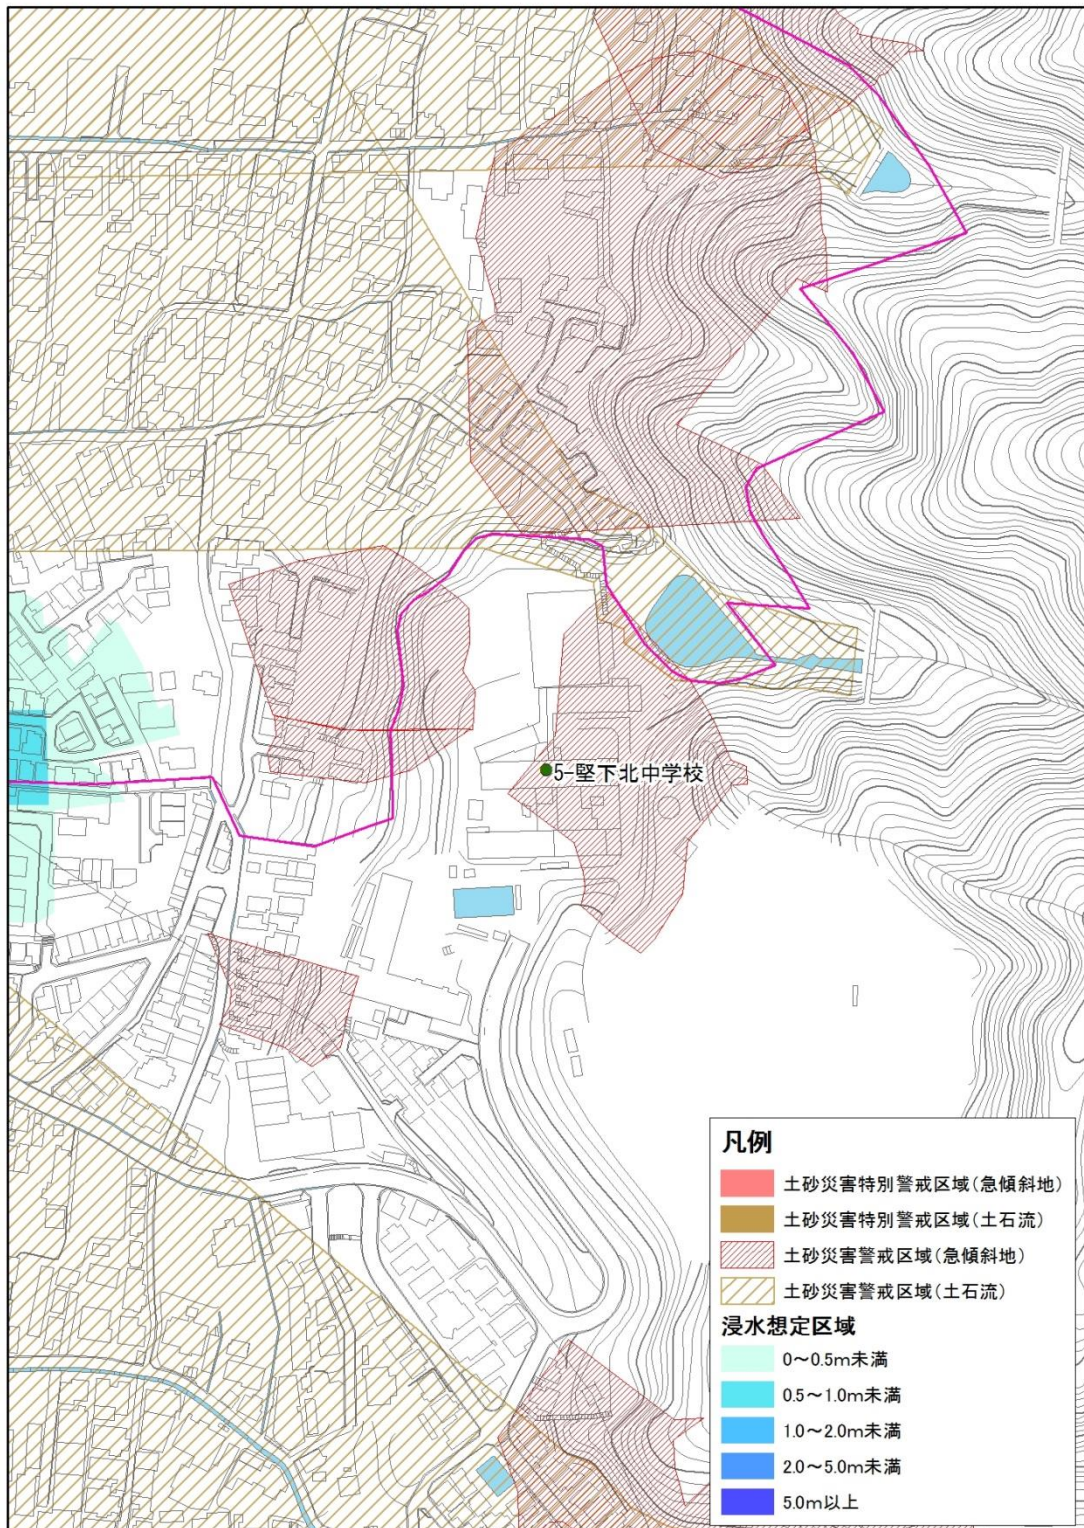 5-堅下北中学校
凡例
土砂災害特別警戒区域(急傾斜地)
土砂災害特別警戒区域(土石流)
土砂災害警戒区域(急傾斜地)
土砂災害警戒区域(土石流)
浸水想定区域
0～0.5m未満
0.5～1.0m未満
1.0～2.0m未満
2.0～5.0m未満
5.0m以上